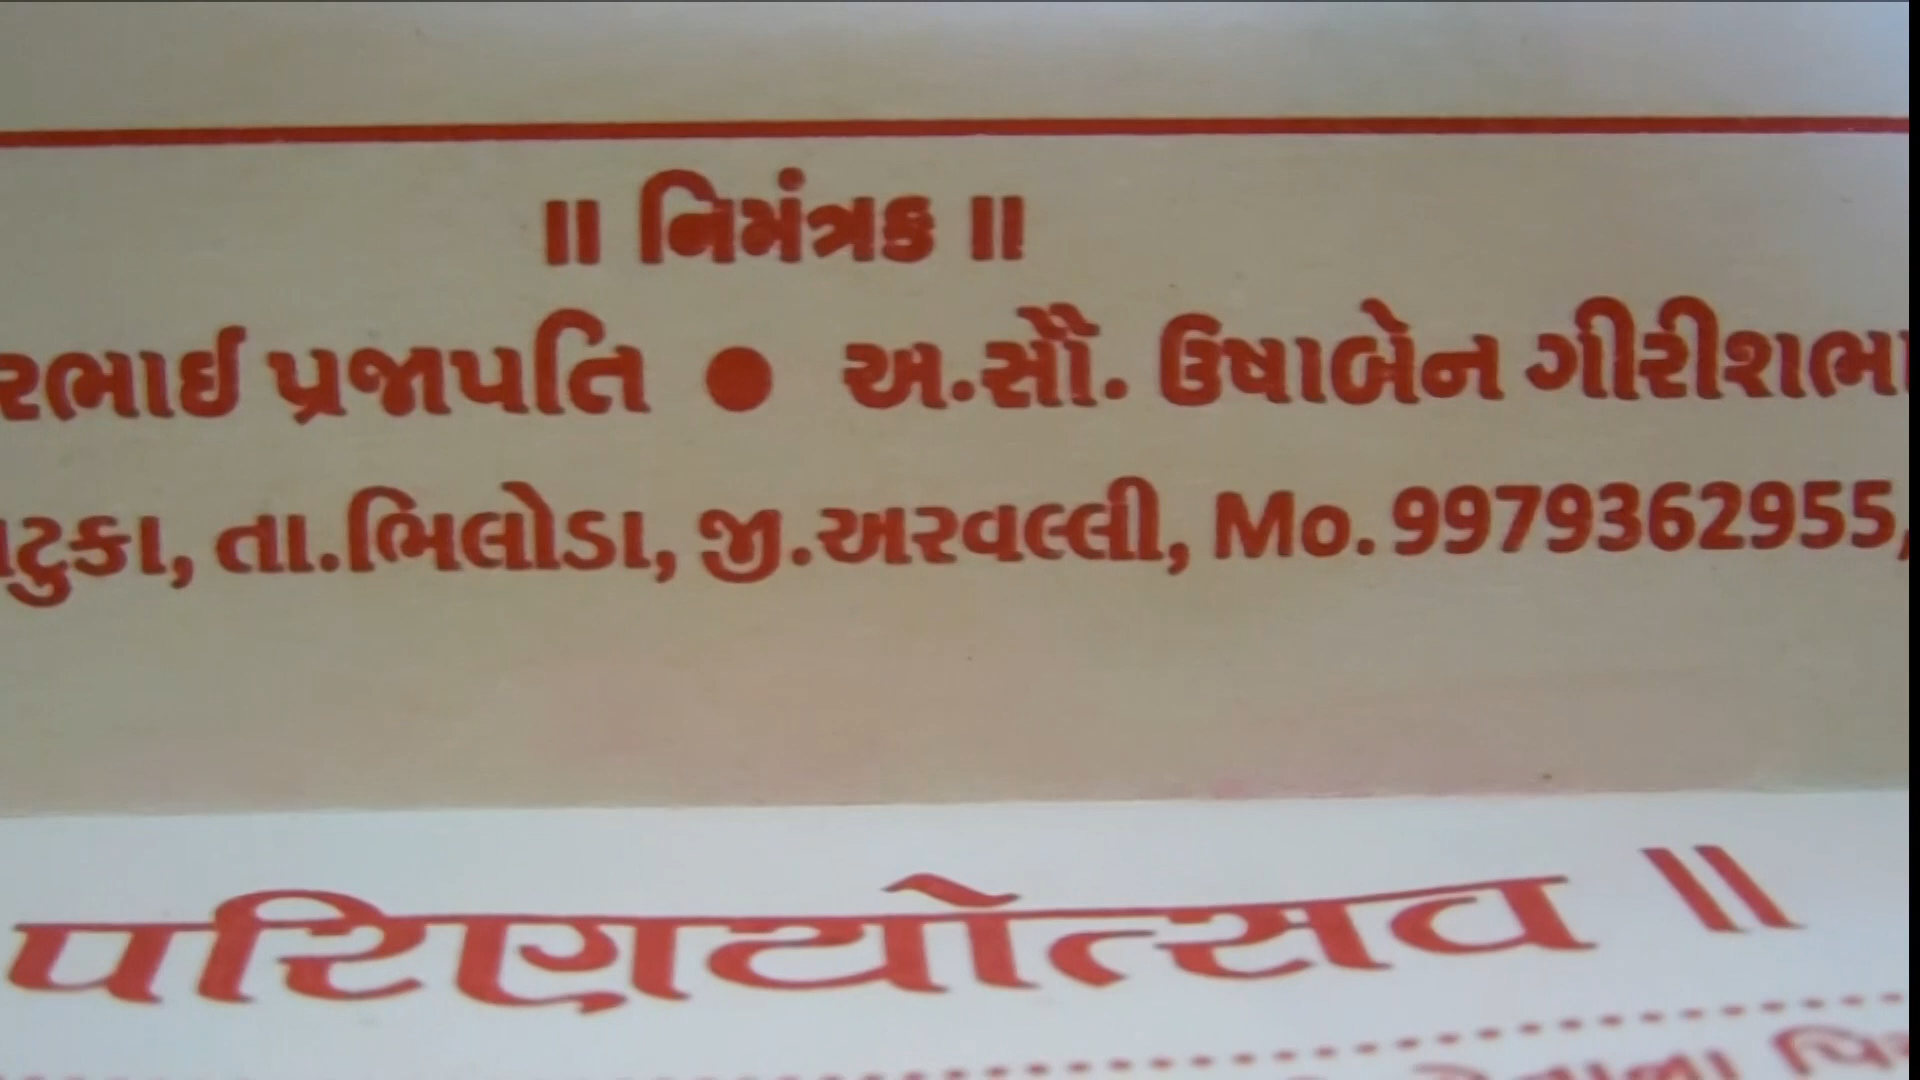 ॥ નિમંત્રક ॥
રભાઈ પ્રજાપતિ ● અ.સૌ. ઉષાબેન ગીરીશભા
ટુકા, તા.ભિલોડા, જી.અરવલ્લી, Mo. 9979362955,
પરિણયોત્સવ ॥